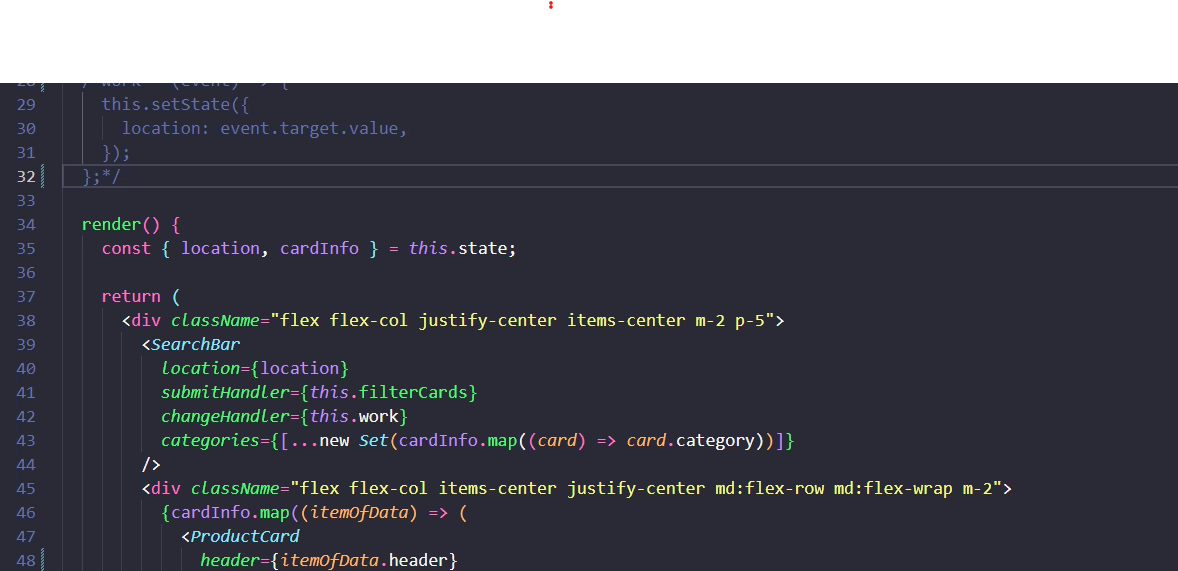 29 this.setState({
30 location: event.target.value,
31 });
32 };*/
33
34 render() {
35 const { location, cardInfo } = this.state;
36
37 return (
38 <div className="flex flex-col justify-center items-center m-2 p-5">
39 <SearchBar
40 location={location}
41 submitHandler={this.filterCards}
42 changeHandler={this.work}
43 categories={[...new Set(cardInfo.map((card) => card.category))]}
44 />
45 <div className="flex flex-col items-center justify-center md:flex-row md:flex-wrap m-2">
46 {cardInfo.map((itemOfData) => (
47 <ProductCard
48 header={itemOfData.header}